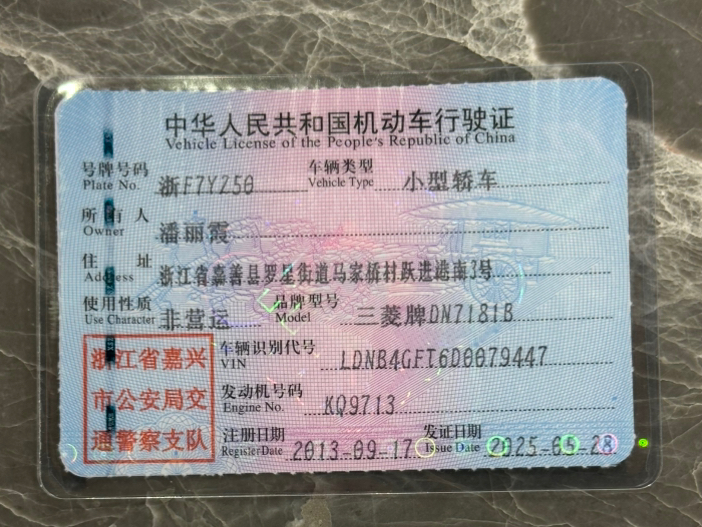 中华人民共和国机动车行驶证
Vehicle License of the People's Republic of China
号牌号码 浙F7YZ50 车辆类型 小型轿车
Plate No. Vehicle Type
所有人 潘丽霞
Owner
住址 浙江省嘉善县罗星街道马家桥村跃进港南3号
Address
使用性质 非营运 品牌型号 三菱牌DN7181B
Use Character Model
浙江省嘉兴 车辆识别代号 LDNB4GFT6D0079447
VIN
市公安局交 发动机号码 KQ9713
Engine No.
通警察支队 注册日期 2013-09-17 发证日期 2025-05-28
Register Date Issue Date